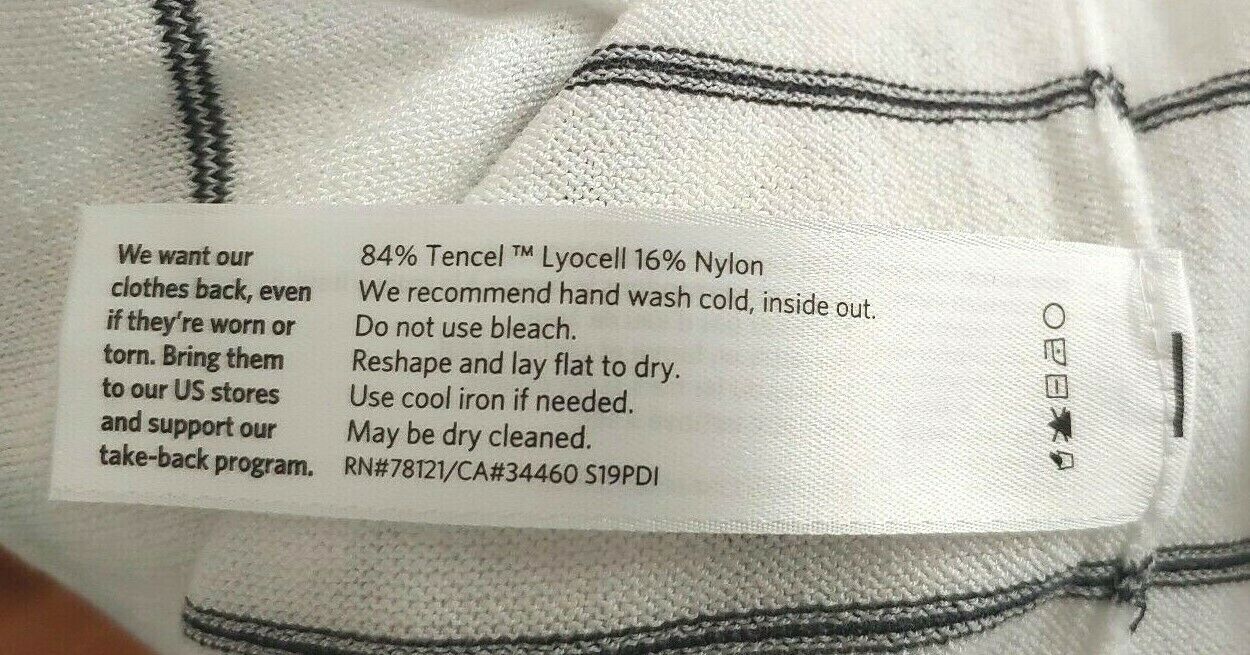 We want our
clothes back, even
if they're worn or
torn. Bring them
to our US stores
and support our
take-back program.
84% Tencel ™ Lyocell 16% Nylon
We recommend hand wash cold, inside out.
Do not use bleach.
Reshape and lay flat to dry.
Use cool iron if needed.
May be dry cleaned.
RN#78121/CA#34460 S19PDI